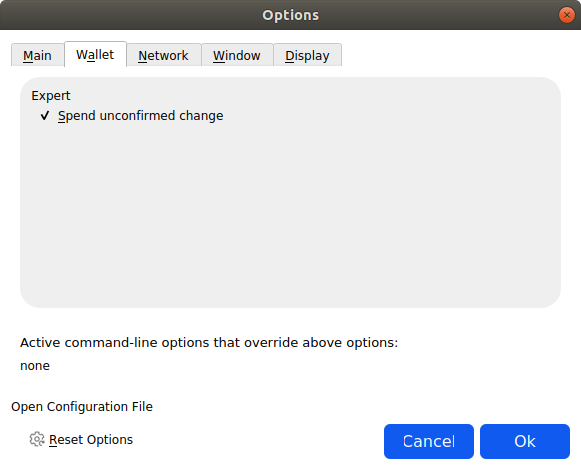 Options
Main Wallet Network Window Display
Expert
Spend unconfirmed change
Active command-line options that override above options:
none
Open Configuration File
Reset Options Cancel Ok